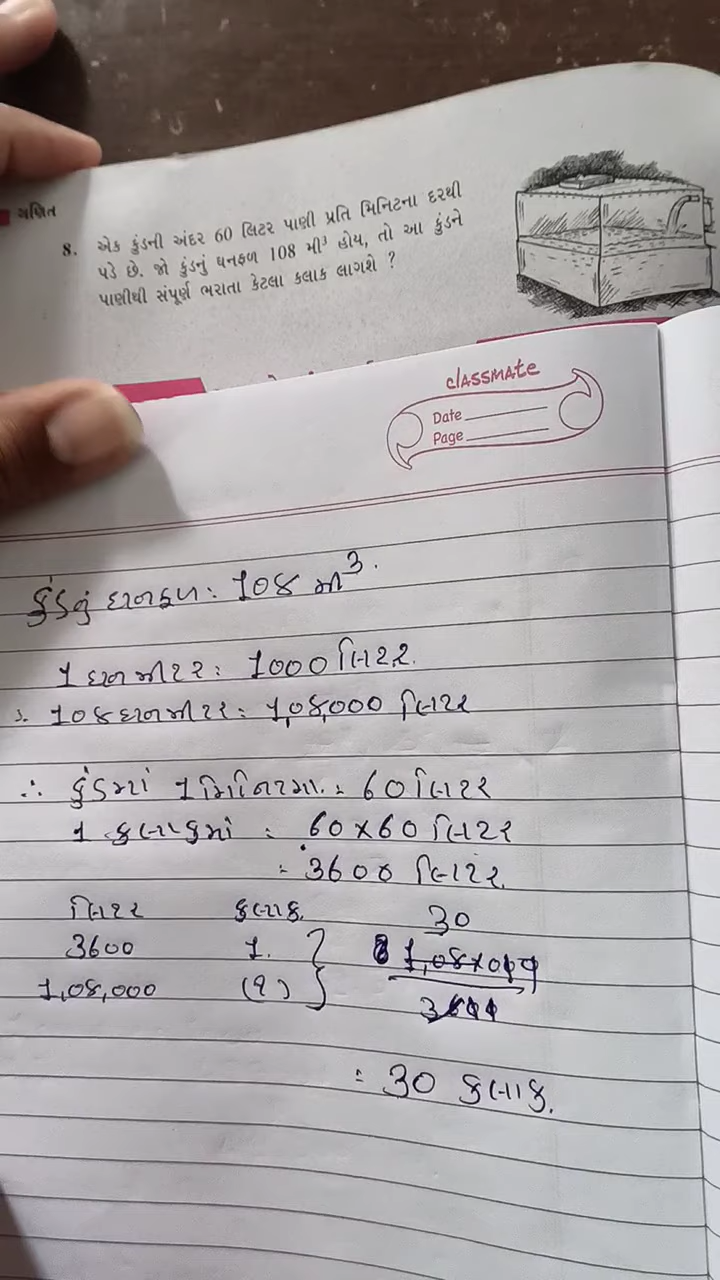 ગણિત
8. એક કુંડની અંદર 60 લિટર પાણી પ્રતિ મિનિટના દરથી
પડે છે. જો કુંડનું ઘનફળ 108 મી³ હોય, તો આ કુંડને
પાણીથી સંપૂર્ણ ભરાતા કેટલા કલાક લાગશે ?
classmate
Date
Page
કુંડનું ઘનફળ : 108 મી³.
1 ઘનમીટર : 1000 લિટર.
108 ઘનમીટર : 1,08,000 લિટર
∴ કુંડમાં 1 મિનિટમા. = 60 લિટર
1 કલાકમાં : 60 x 60 લિટર
: 3600 લિટર.
લિટર કલાક. 30
3600 1. 1,08,000
1,08,000 (?) 3600
= 30 કલાક.